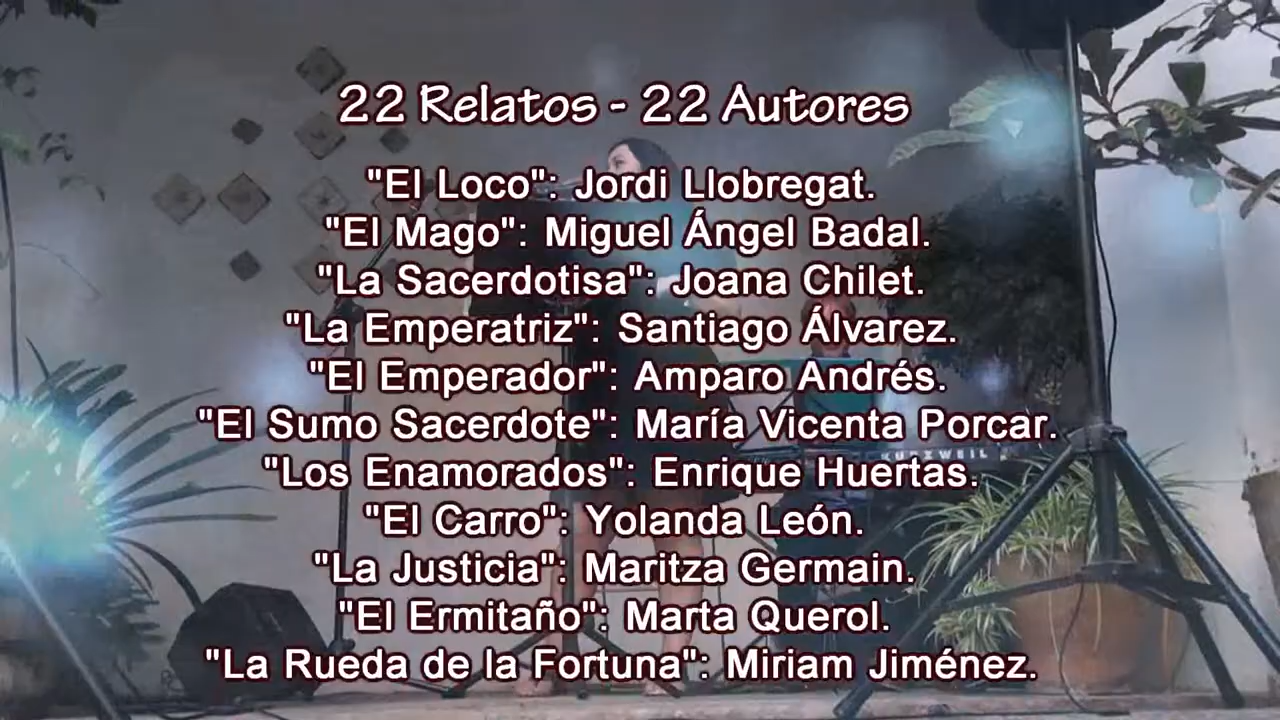 22 Relatos - 22 Autores
"El Loco": Jordi Llobregat.
"El Mago": Miguel Ángel Badal.
"La Sacerdotisa": Joana Chilet.
"La Emperatriz": Santiago Álvarez.
"El Emperador": Amparo Andrés.
"El Sumo Sacerdote": María Vicenta Porcar.
"Los Enamorados": Enrique Huertas.
KURZWEIL
"El Carro": Yolanda León.
"La Justicia": Maritza Germain.
"El Ermitaño": Marta Querol.
"La Rueda de la Fortuna": Miriam Jiménez.